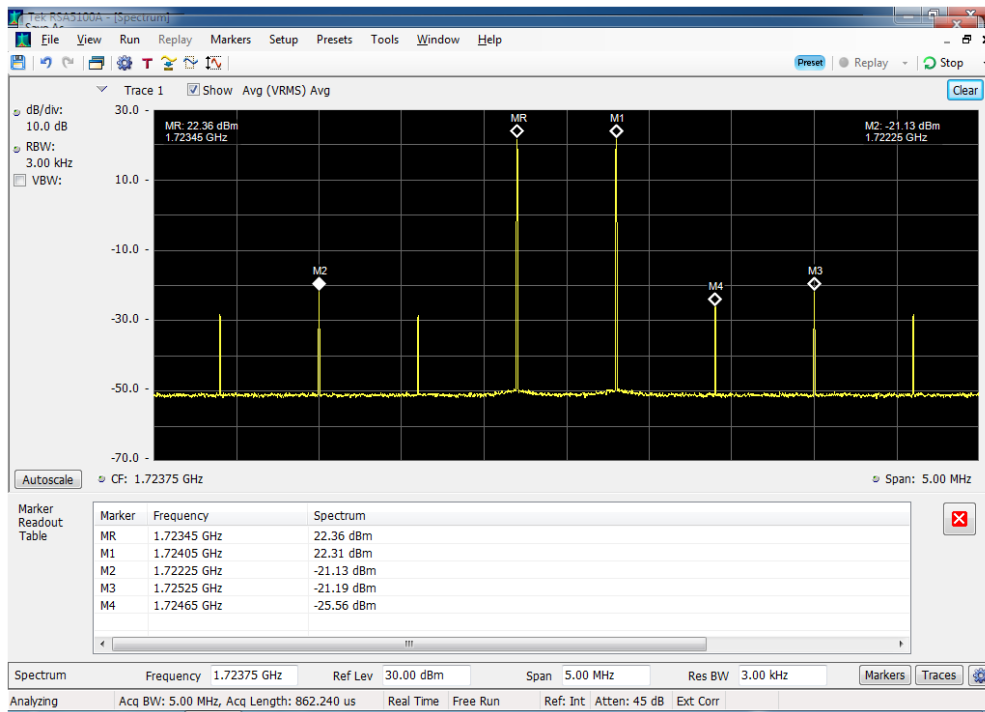 Tek RSA5100A - [Spectrum]
Save As
File View Run Replay Markers Setup Presets Tools Window Help
T Preset Replay Stop
Trace 1 Show Avg (VRMS) Avg Clear
dB/div:
10.0 dB
RBW:
3.00 kHz
VBW:
30.0
10.0
-10.0
-30.0
-50.0
-70.0
MR: 22.36 dBm
1.72345 GHz
MR
M1
M2: -21.13 dBm
1.72225 GHz
M2
M3
M4
Autoscale CF: 1.72375 GHz Span: 5.00 MHz
Marker
Readout
Table
Marker Frequency Spectrum
MR 1.72345 GHz 22.36 dBm
M1 1.72405 GHz 22.31 dBm
M2 1.72225 GHz -21.13 dBm
M3 1.72525 GHz -21.19 dBm
M4 1.72465 GHz -25.56 dBm
Spectrum Frequency 1.72375 GHz Ref Lev 30.00 dBm Span 5.00 MHz Res BW 3.00 kHz Markers Traces
Analyzing Acq BW: 5.00 MHz, Acq Length: 862.240 us Real Time Free Run Ref: Int Atten: 45 dB Ext Corr